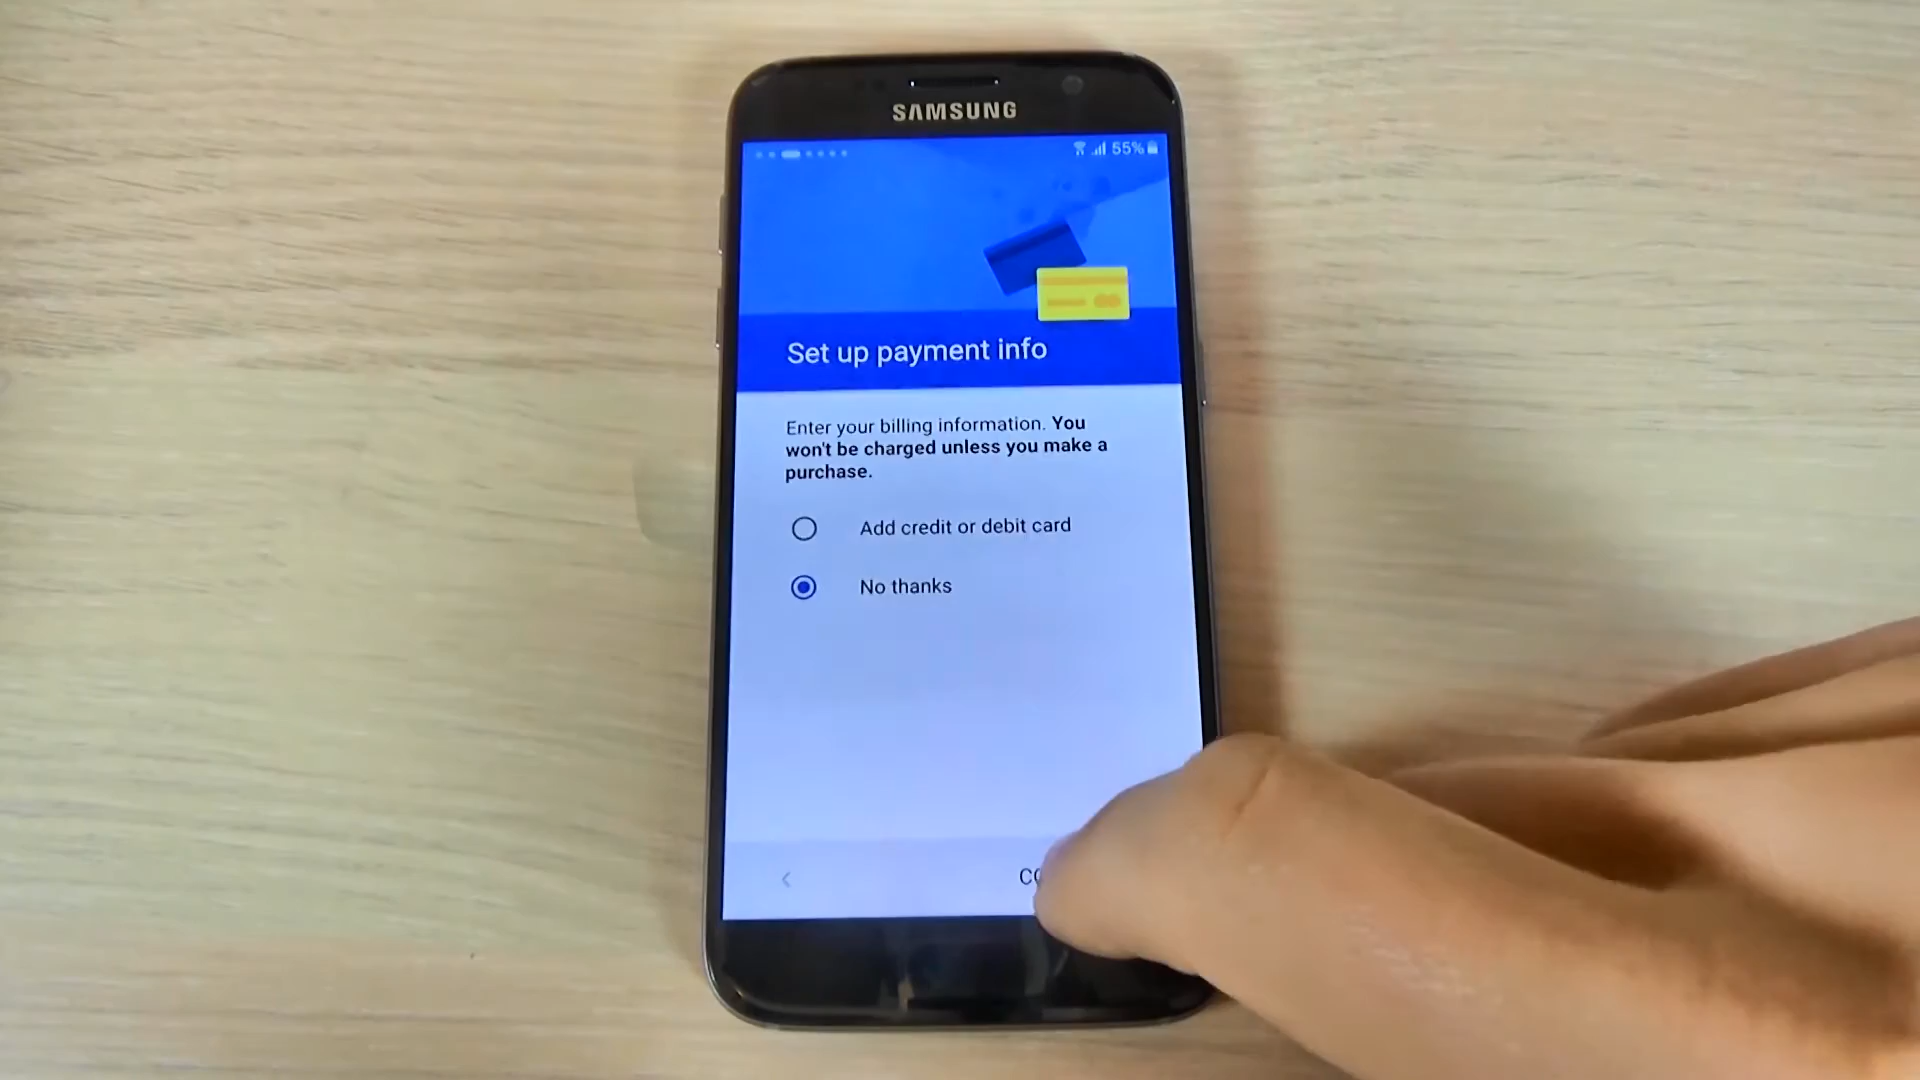 SAMSUNG
55%
Set up payment info
Enter your billing information. You
won't be charged unless you make a
purchase.
Add credit or debit card
No thanks